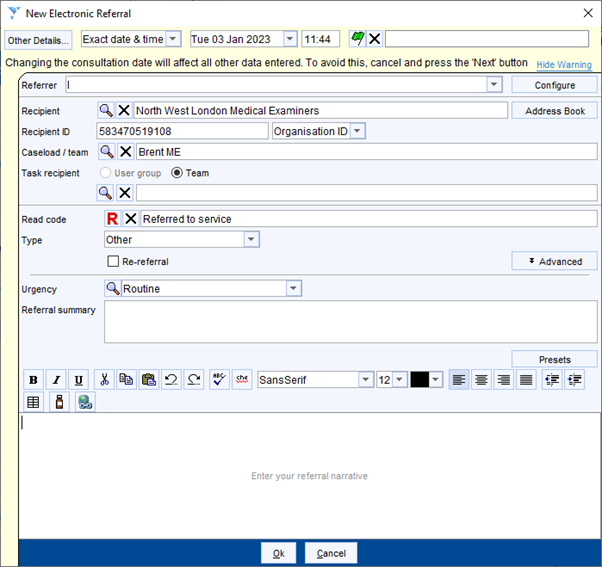 New Electronic Referral
Other Details... Exact date & time Tue 03 Jan 2023 11:44
Changing the consultation date will affect all other data entered. To avoid this, cancel and press the 'Next' button Hide Warning
Referrer Configure
Recipient North West London Medical Examiners Address Book
Recipient ID 583470519108 Organisation ID
Caseload / team Brent ME
Task recipient User group Team
Read code R Referred to service
Type Other
Re-referral Advanced
Urgency Routine
Referral summary
Presets
B I U ABC SansSerif 12
Enter your referral narrative
Ok Cancel